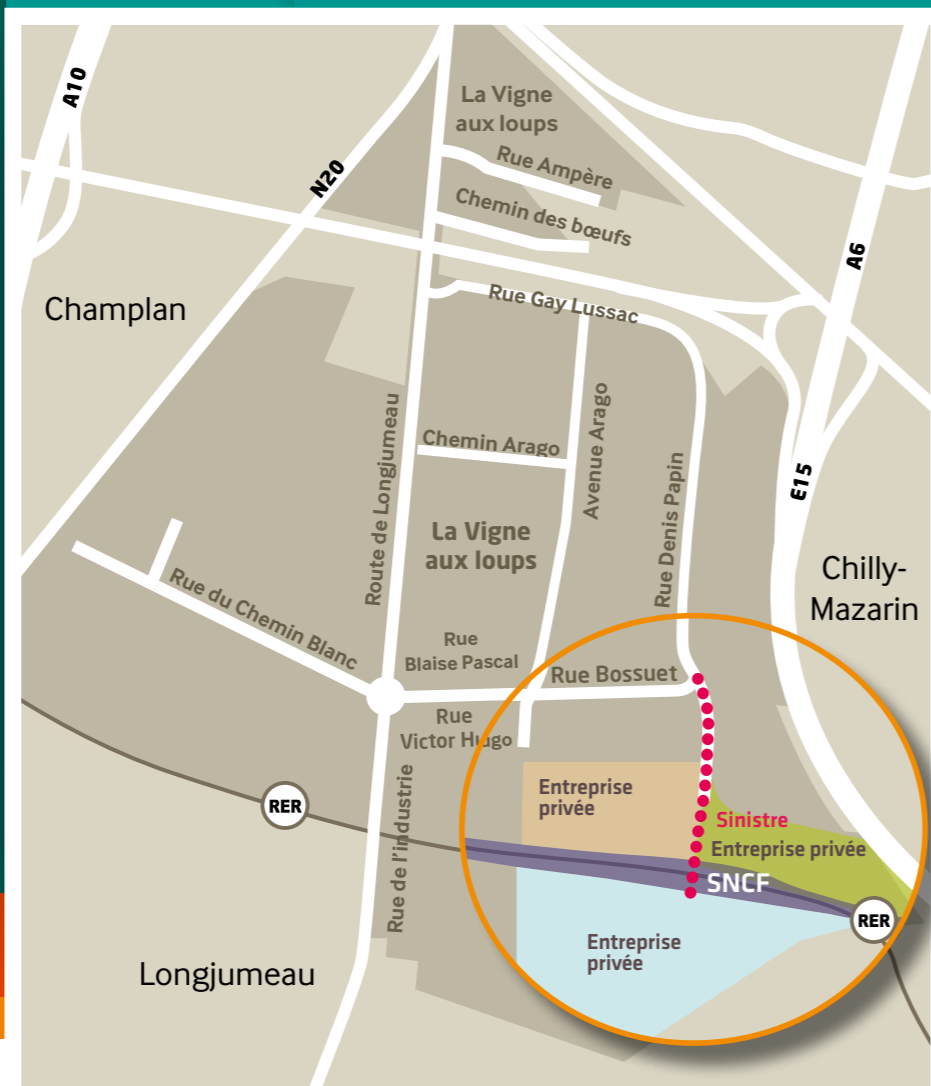 A10
La Vigne
aux loups
Rue Ampère
N20
Chemin des bœufs
A6
Champlan
Rue Gay Lussac
Route de Longjumeau
Chemin Arago
Avenue Arago
Rue Denis Papin
E15
La Vigne
aux loups
Chilly-
Mazarin
Rue du Chemin Blanc
Rue
Blaise Pascal
Rue Bossuet
Rue
Victor Hugo
RER
Rue de l'industrie
Entreprise
privée
Sinistre
Entreprise privée
SNCF
RER
Entreprise
privée
Longjumeau